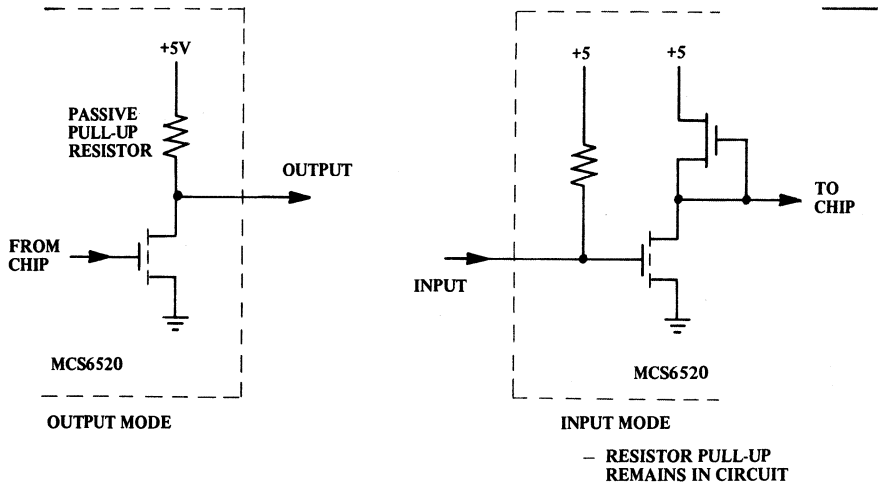 +5V
PASSIVE
PULL-UP
RESISTOR
OUTPUT
FROM
CHIP
MCS6520
OUTPUT MODE
+5
+5
TO
CHIP
INPUT
MCS6520
INPUT MODE
– RESISTOR PULL-UP
REMAINS IN CIRCUIT